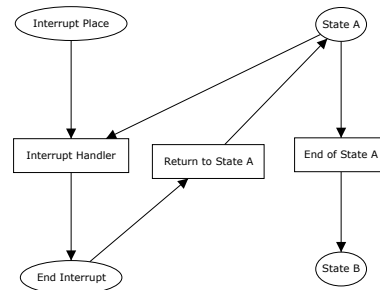 Interrupt Place
State A
Interrupt Handler
Return to State A
End of State A
End Interrupt
State B